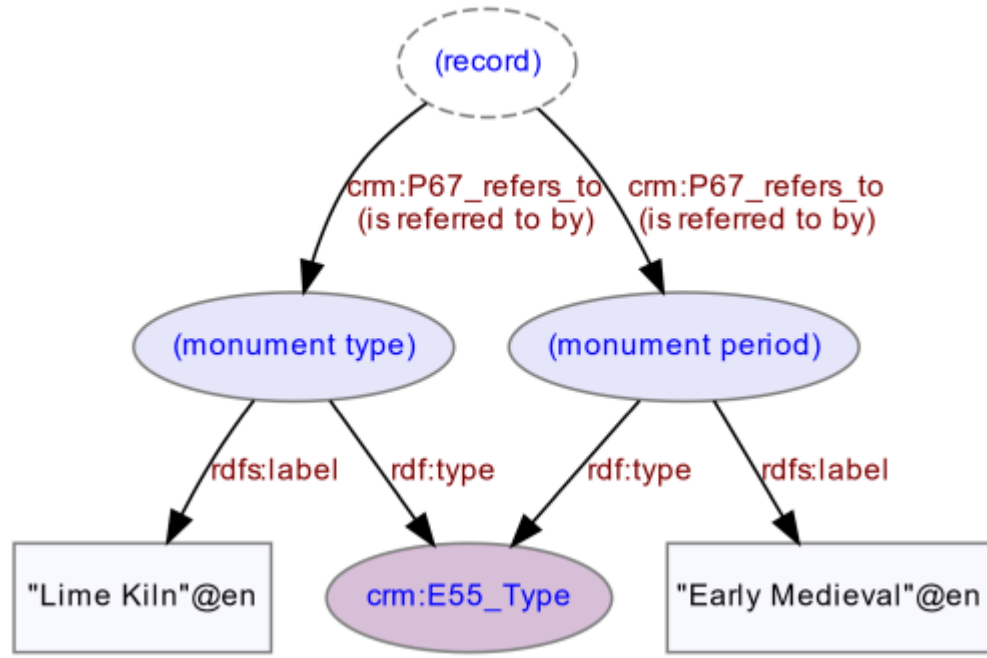 (record)
crm:P67_refers_to
(is referred to by)
crm:P67_refers_to
(is referred to by)
(monument type)
(monument period)
rdfs:label
rdf:type
rdf:type
rdfs:label
"Lime Kiln"@en
crm:E55_Type
"Early Medieval"@en